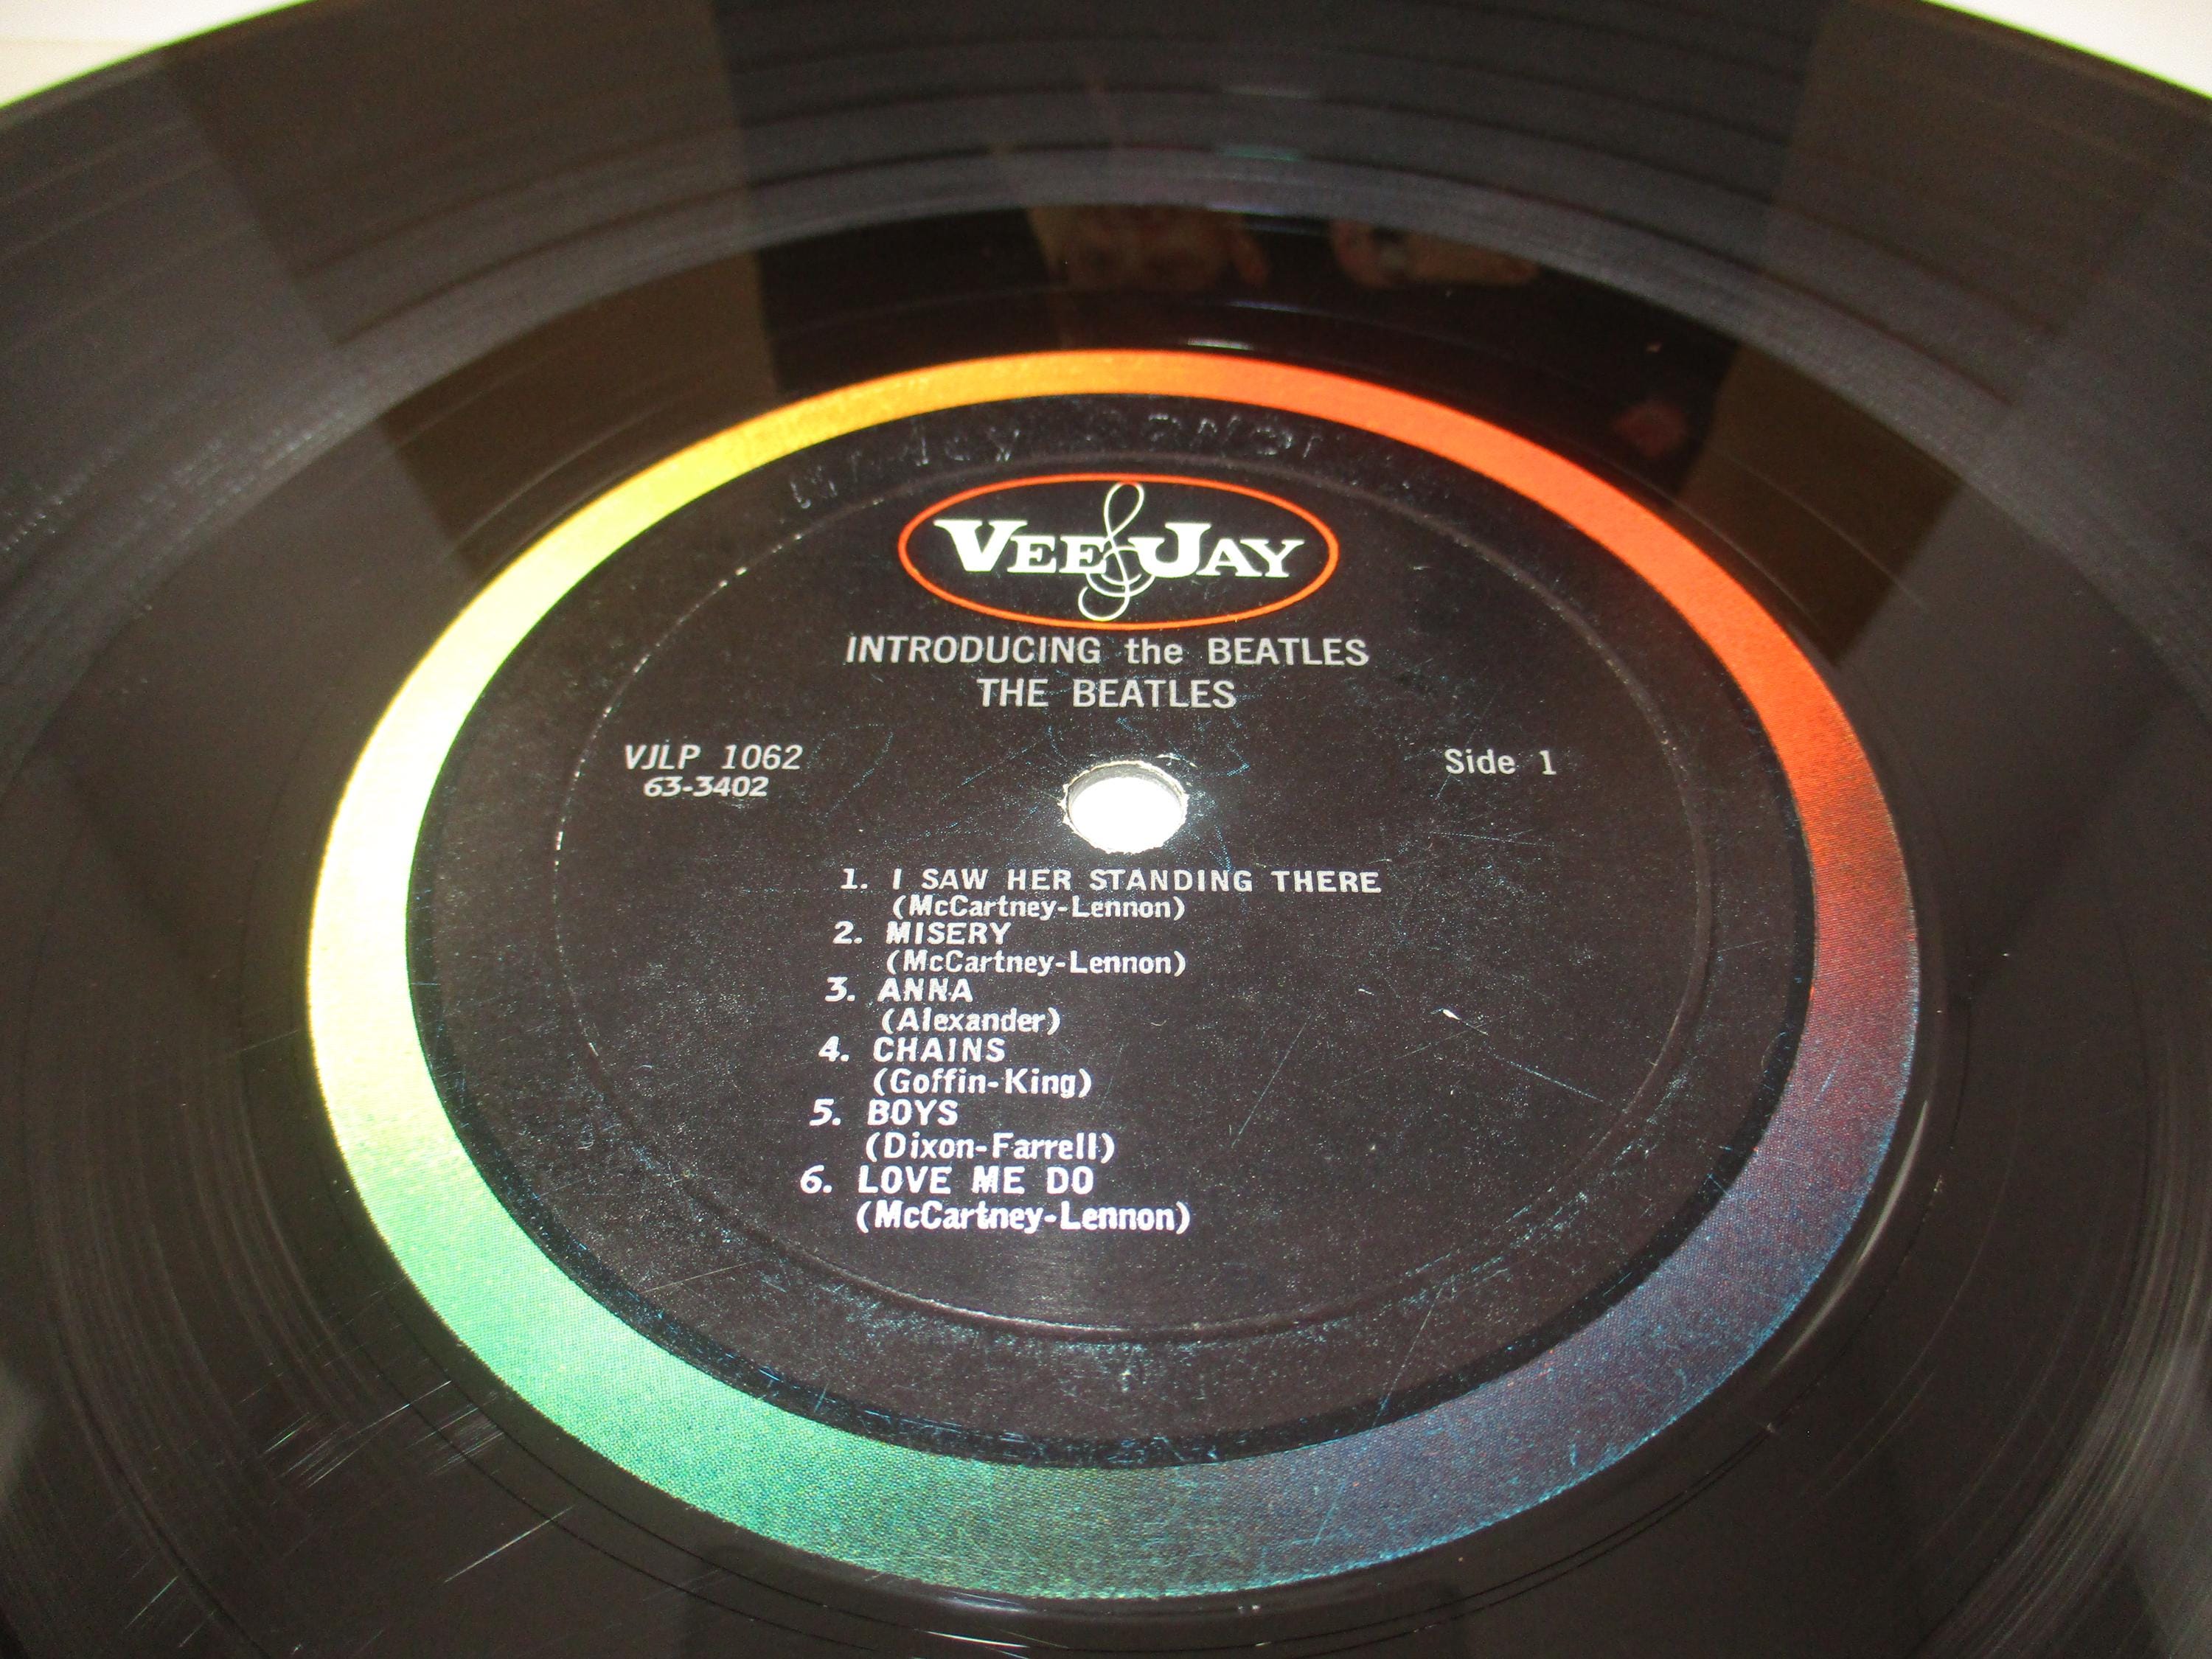 VEE JAY
INTRODUCING the BEATLES
THE BEATLES
VJLP 1062
63-3402
Side 1
1. I SAW HER STANDING THERE
(McCartney-Lennon)
2. MISERY
(McCartney-Lennon)
3. ANNA
(Alexander)
4. CHAINS
(Goffin-King)
5. BOYS
(Dixon-Farrell)
6. LOVE ME DO
(McCartney-Lennon)